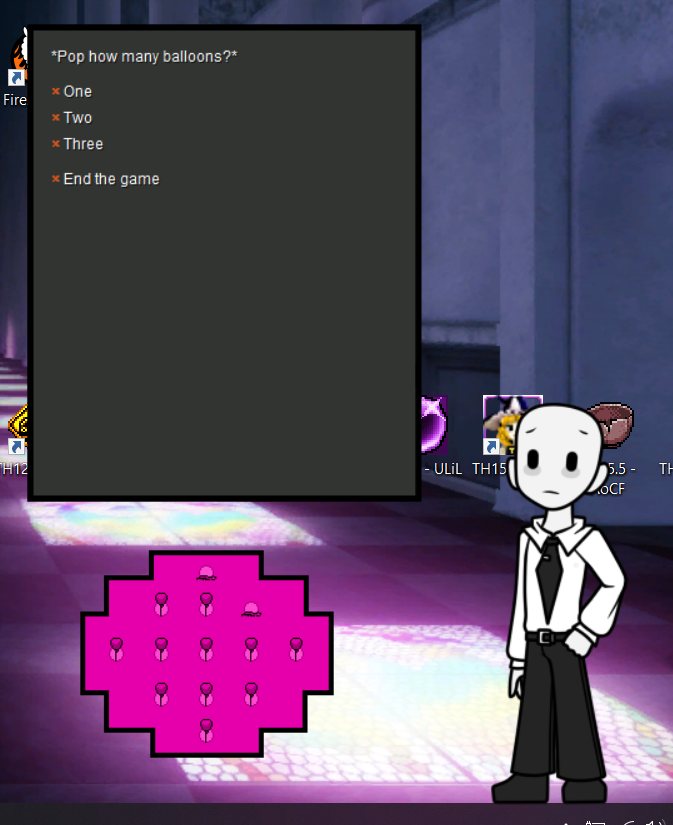 *Pop how many balloons?*
× One
× Two
× Three
× End the game
Fire
TH12
- ULiL
TH15
5.5 -
oCF
TH